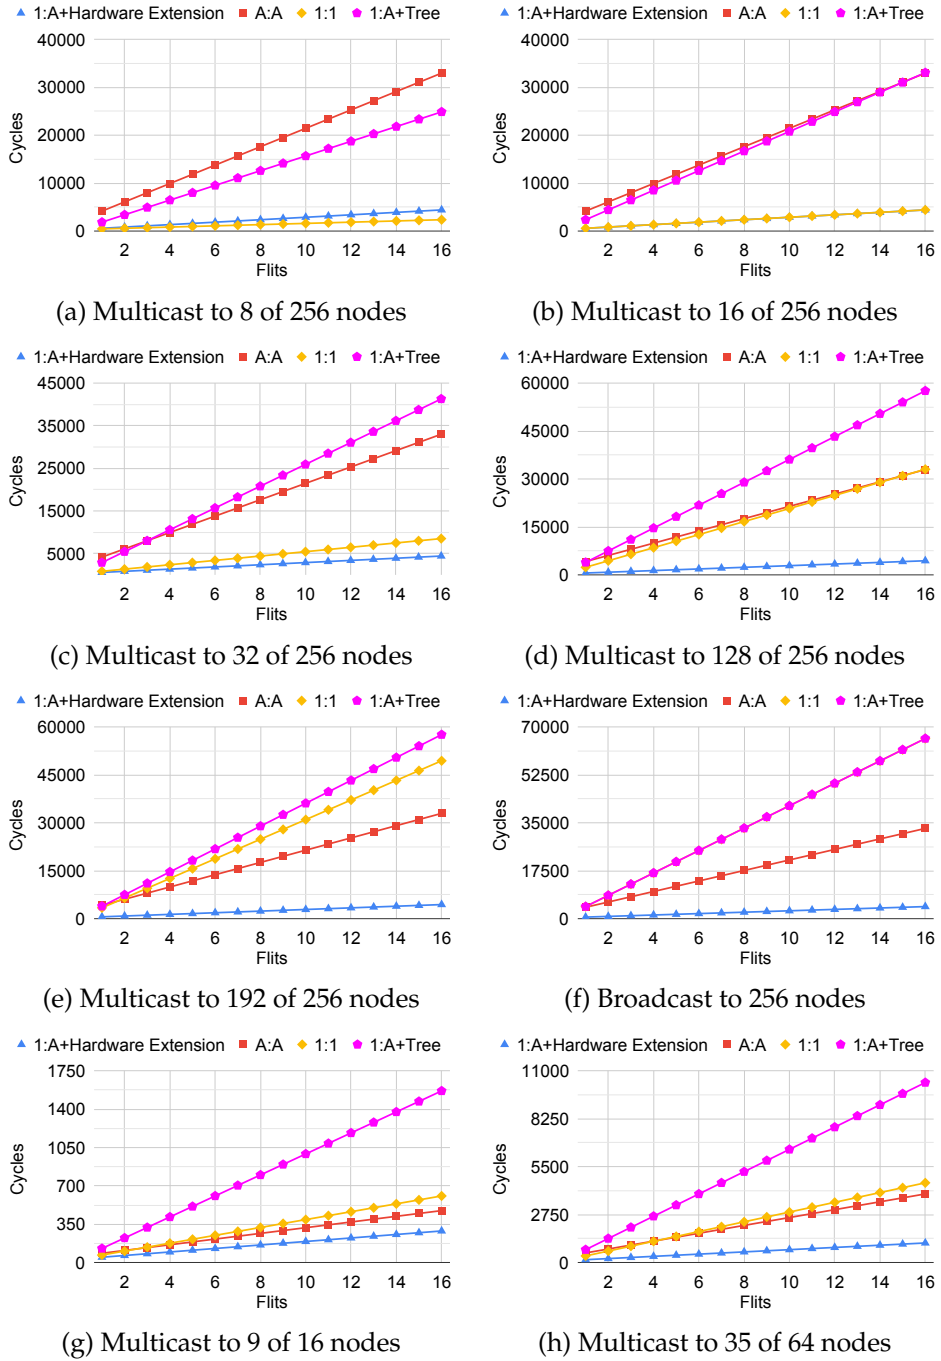 1:A+Hardware Extension A:A 1:1 1:A+Tree
40000
30000
20000
10000
0
Cycles
2 4 6 8 10 12 14 16
Flits
(a) Multicast to 8 of 256 nodes
1:A+Hardware Extension A:A 1:1 1:A+Tree
40000
30000
20000
10000
0
Cycles
2 4 6 8 10 12 14 16
Flits
(b) Multicast to 16 of 256 nodes
1:A+Hardware Extension A:A 1:1 1:A+Tree
45000
35000
25000
15000
5000
Cycles
2 4 6 8 10 12 14 16
Flits
(c) Multicast to 32 of 256 nodes
1:A+Hardware Extension A:A 1:1 1:A+Tree
60000
45000
30000
15000
0
Cycles
2 4 6 8 10 12 14 16
Flits
(d) Multicast to 128 of 256 nodes
1:A+Hardware Extension A:A 1:1 1:A+Tree
60000
45000
30000
15000
0
Cycles
2 4 6 8 10 12 14 16
Flits
(e) Multicast to 192 of 256 nodes
1:A+Hardware Extension A:A 1:1 1:A+Tree
70000
52500
35000
17500
0
Cycles
2 4 6 8 10 12 14 16
Flits
(f) Broadcast to 256 nodes
1:A+Hardware Extension A:A 1:1 1:A+Tree
1750
1400
1050
700
350
0
Cycles
2 4 6 8 10 12 14 16
Flits
(g) Multicast to 9 of 16 nodes
1:A+Hardware Extension A:A 1:1 1:A+Tree
11000
8250
5500
2750
0
Cycles
2 4 6 8 10 12 14 16
Flits
(h) Multicast to 35 of 64 nodes